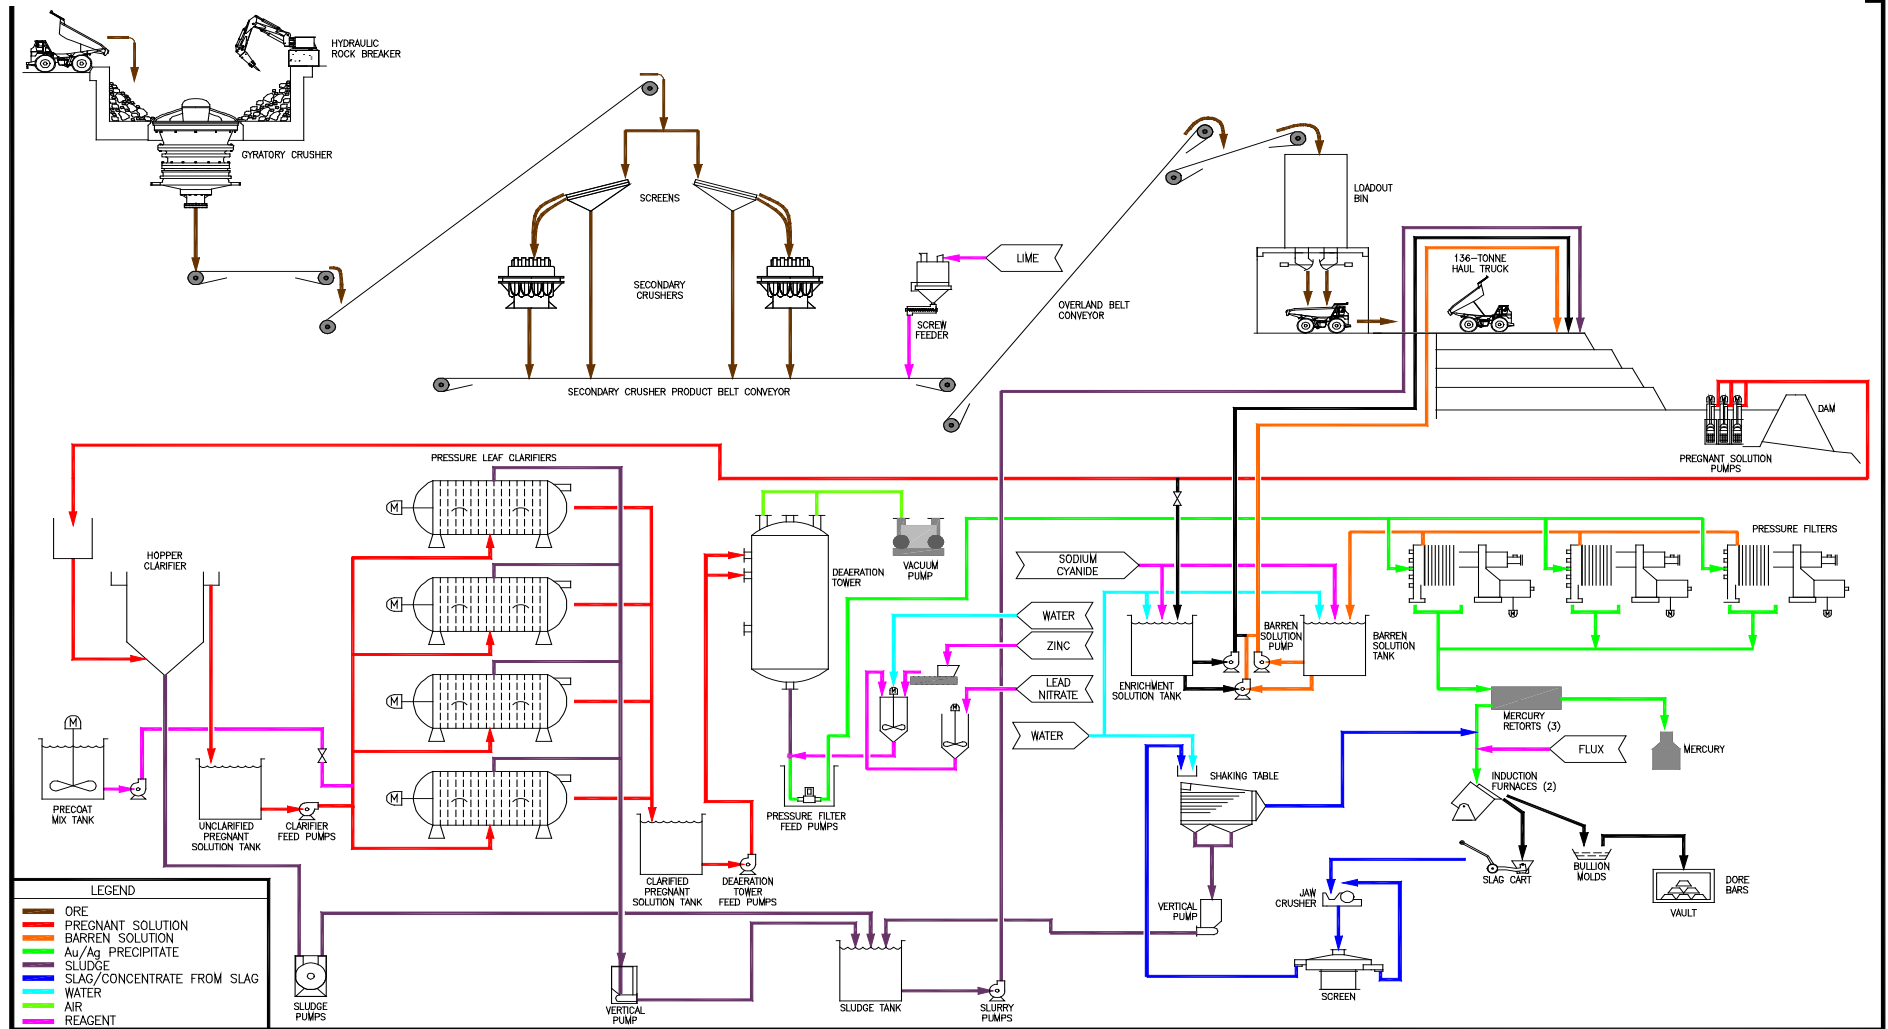 HYDRAULIC
ROCK BREAKER
GYRATORY CRUSHER
SCREENS
SECONDARY
CRUSHERS
LIME
SCREW
FEEDER
SECONDARY CRUSHER PRODUCT BELT CONVEYOR
OVERLAND BELT
CONVEYOR
LOADOUT
BIN
136-TONNE
HAUL TRUCK
DAM
PREGNANT SOLUTION
PUMPS
PRESSURE LEAF CLARIFIERS
M
M
M
M
HOPPER
CLARIFIER
M
PRECOAT
MIX TANK
UNCLARIFIED
PREGNANT
SOLUTION TANK
CLARIFIER
FEED PUMPS
CLARIFIED
PREGNANT
SOLUTION TANK
DEAERATION
TOWER
FEED PUMPS
DEAERATION
TOWER
VACUUM
PUMP
PRESSURE FILTER
FEED PUMPS
SODIUM
CYANIDE
WATER
ZINC
LEAD
NITRATE
WATER
M
M
ENRICHMENT
SOLUTION TANK
BARREN
SOLUTION
PUMP
BARREN
SOLUTION
TANK
PRESSURE FILTERS
M
M
M
MERCURY
RETORTS (3)
MERCURY
FLUX
INDUCTION
FURNACES (2)
SHAKING TABLE
SLAG CART
BULLION
MOLDS
DORE
BARS
VAULT
JAW
CRUSHER
SCREEN
VERTICAL
PUMP
SLUDGE
PUMPS
VERTICAL
PUMP
SLUDGE TANK
SLURRY
PUMPS
LEGEND
ORE
PREGNANT SOLUTION
BARREN SOLUTION
Au/Ag PRECIPITATE
SLUDGE
SLAG/CONCENTRATE FROM SLAG
WATER
AIR
REAGENT